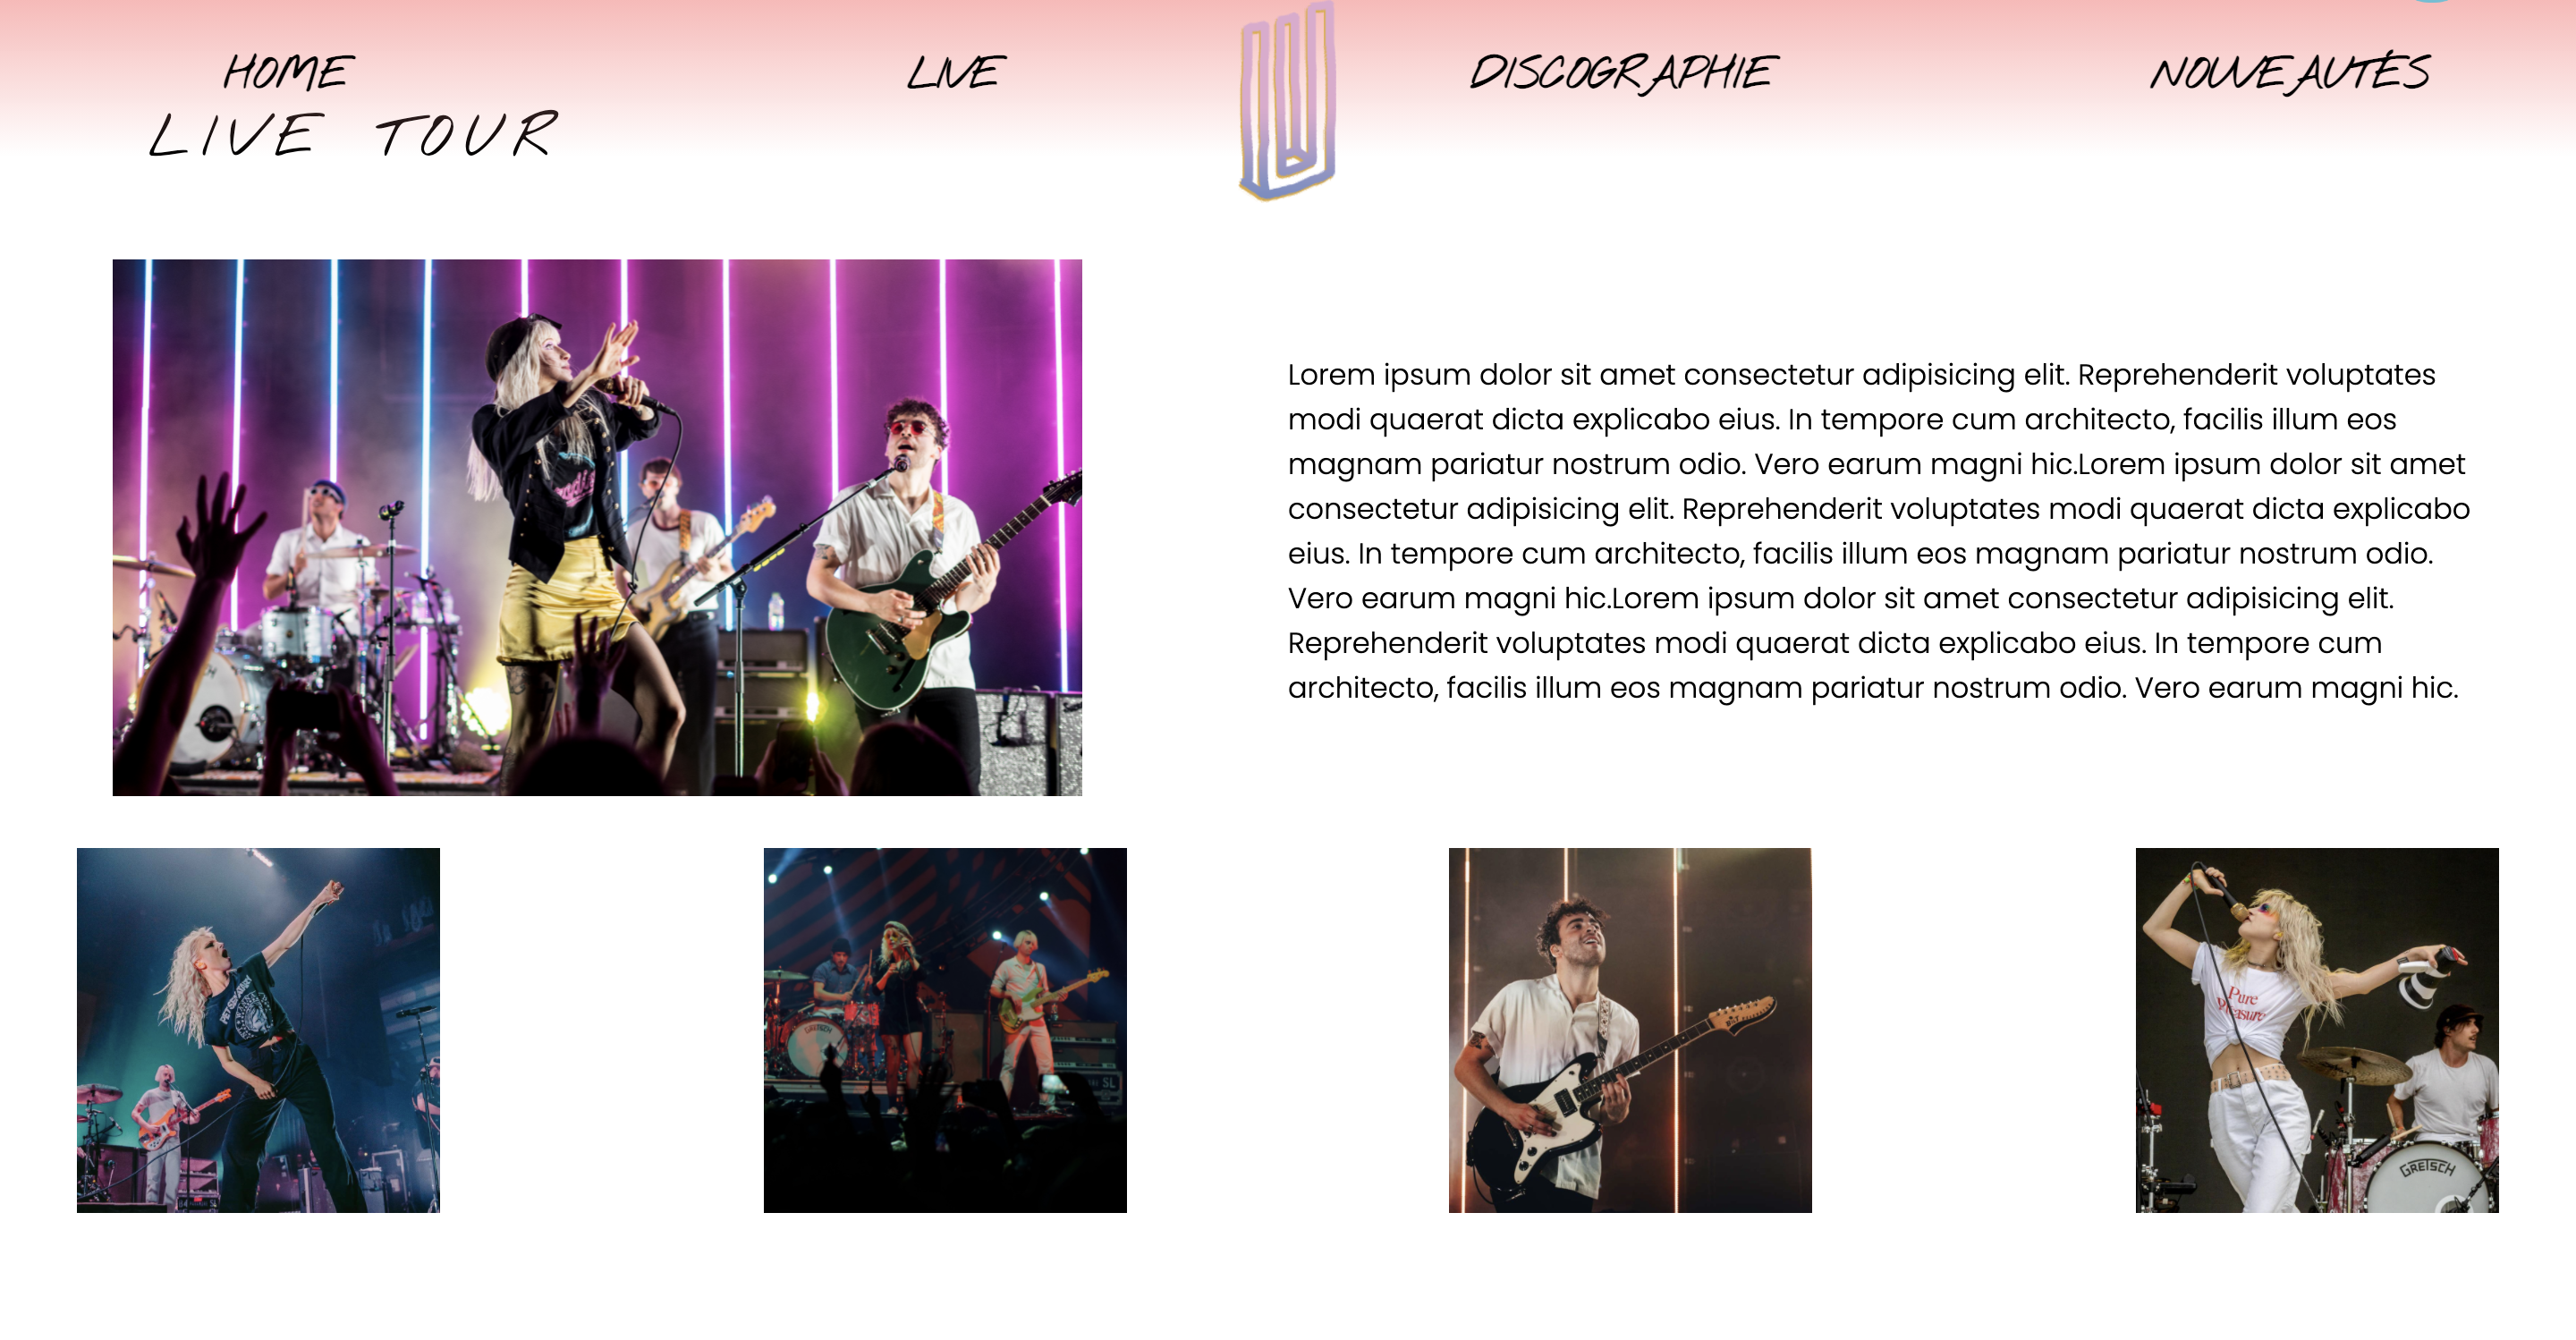 HOME
LIVE
DISCOGRAPHIE
NOUVEAUTÉS
LIVE TOUR
Lorem ipsum dolor sit amet consectetur adipisicing elit. Reprehenderit voluptates
modi quaerat dicta explicabo eius. In tempore cum architecto, facilis illum eos
magnam pariatur nostrum odio. Vero earum magni hic.Lorem ipsum dolor sit amet
consectetur adipisicing elit. Reprehenderit voluptates modi quaerat dicta explicabo
eius. In tempore cum architecto, facilis illum eos magnam pariatur nostrum odio.
Vero earum magni hic.Lorem ipsum dolor sit amet consectetur adipisicing elit.
Reprehenderit voluptates modi quaerat dicta explicabo eius. In tempore cum
architecto, facilis illum eos magnam pariatur nostrum odio. Vero earum magni hic.
GRETSCH
SL
Pure
Pleasure
GRETSCH